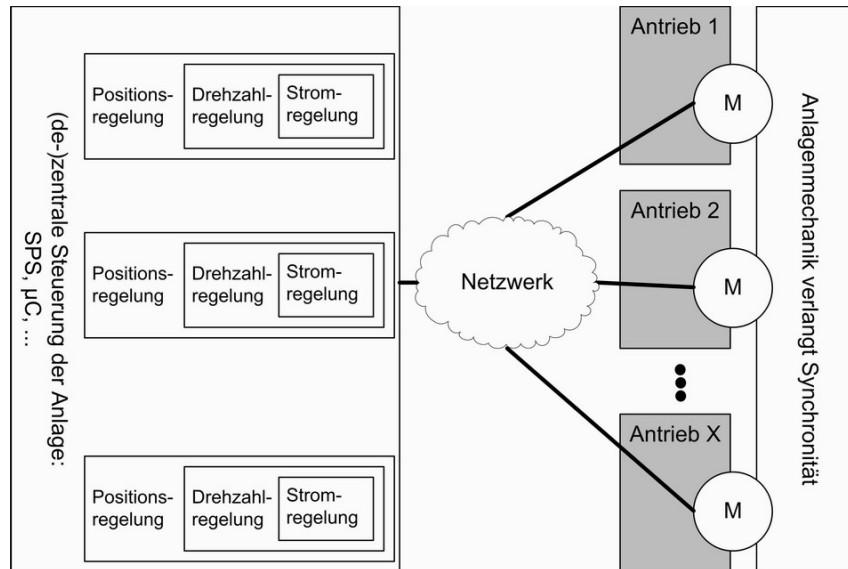 (de-)zentrale Steuerung der Anlage:
SPS, µC, ...
Positions-
regelung
Drehzahl-
regelung
Strom-
regelung
Positions-
regelung
Drehzahl-
regelung
Strom-
regelung
Positions-
regelung
Drehzahl-
regelung
Strom-
regelung
Netzwerk
Antrieb 1
M
Antrieb 2
M
Antrieb X
M
Anlagenmechanik verlangt Synchronität